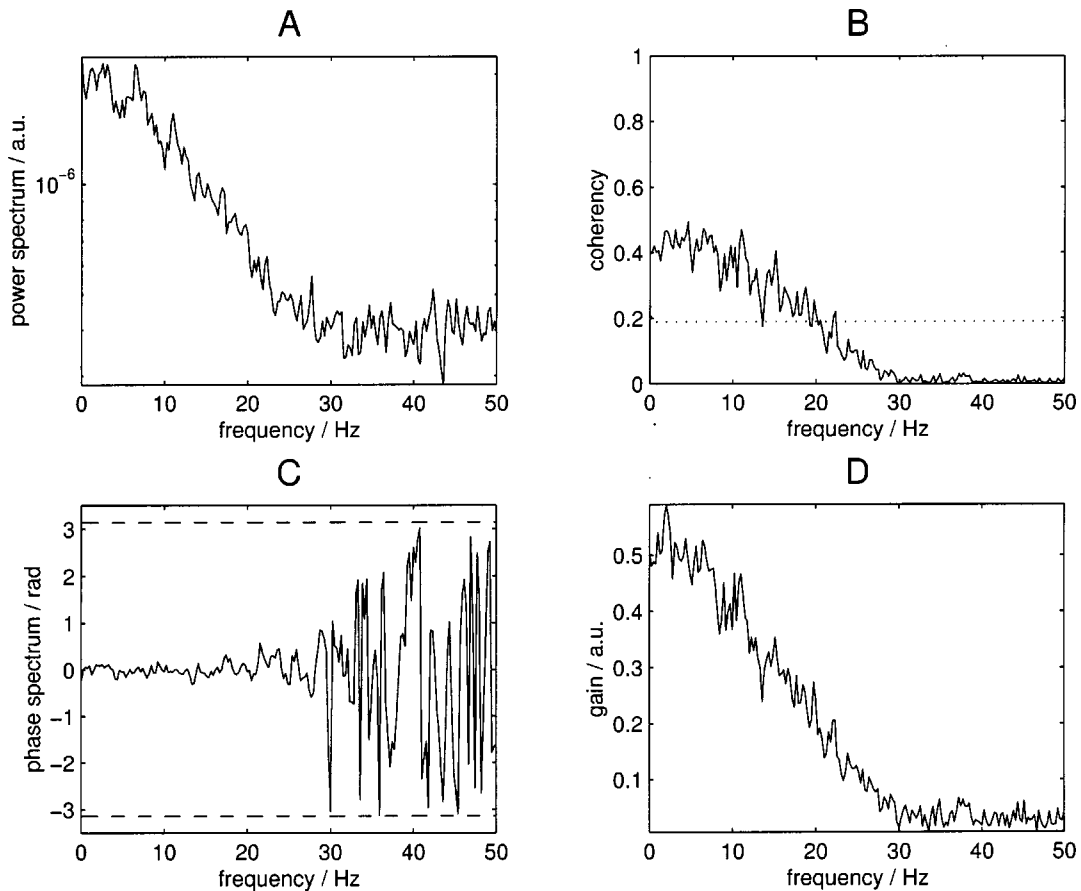 A
power spectrum / a.u.
10⁻⁶
0 10 20 30 40 50
frequency / Hz
B
coherency
1
0.8
0.6
0.4
0.2
0
0 10 20 30 40 50
frequency / Hz
C
phase spectrum / rad
3
2
1
0
−1
−2
−3
0 10 20 30 40 50
frequency / Hz
D
gain / a.u.
0.5
0.4
0.3
0.2
0.1
0 10 20 30 40 50
frequency / Hz